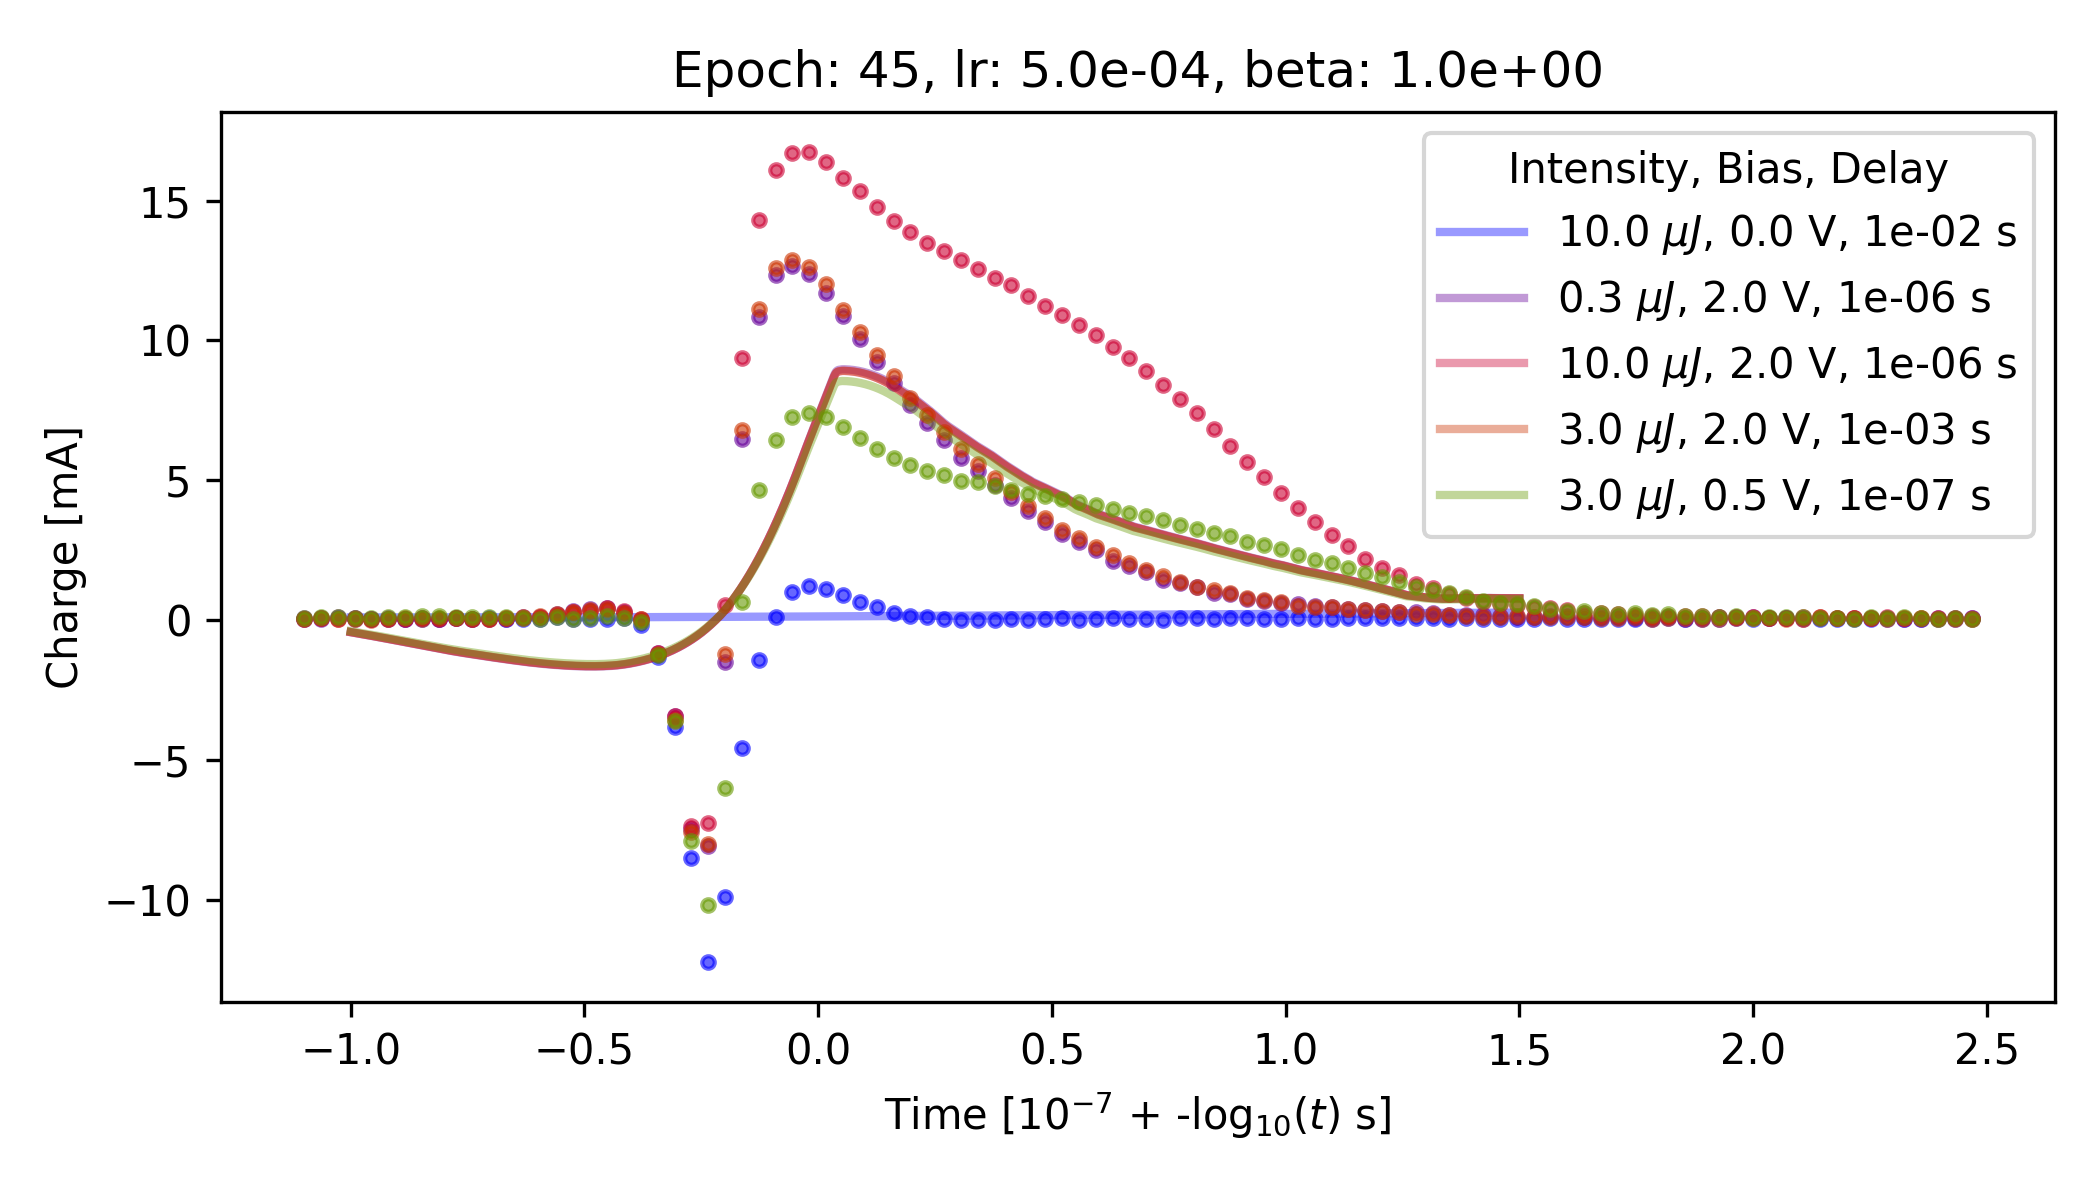 Epoch: 45, lr: 5.0e-04, beta: 1.0e+00
Intensity, Bias, Delay
10.0 μJ, 0.0 V, 1e-02 s
0.3 μJ, 2.0 V, 1e-06 s
10.0 μJ, 2.0 V, 1e-06 s
3.0 μJ, 2.0 V, 1e-03 s
3.0 μJ, 0.5 V, 1e-07 s
Charge [mA]
15
10
5
0
−5
−10
−1.0 −0.5 0.0 0.5 1.0 1.5 2.0 2.5
Time [10⁻⁷ + -log₁₀(t) s]